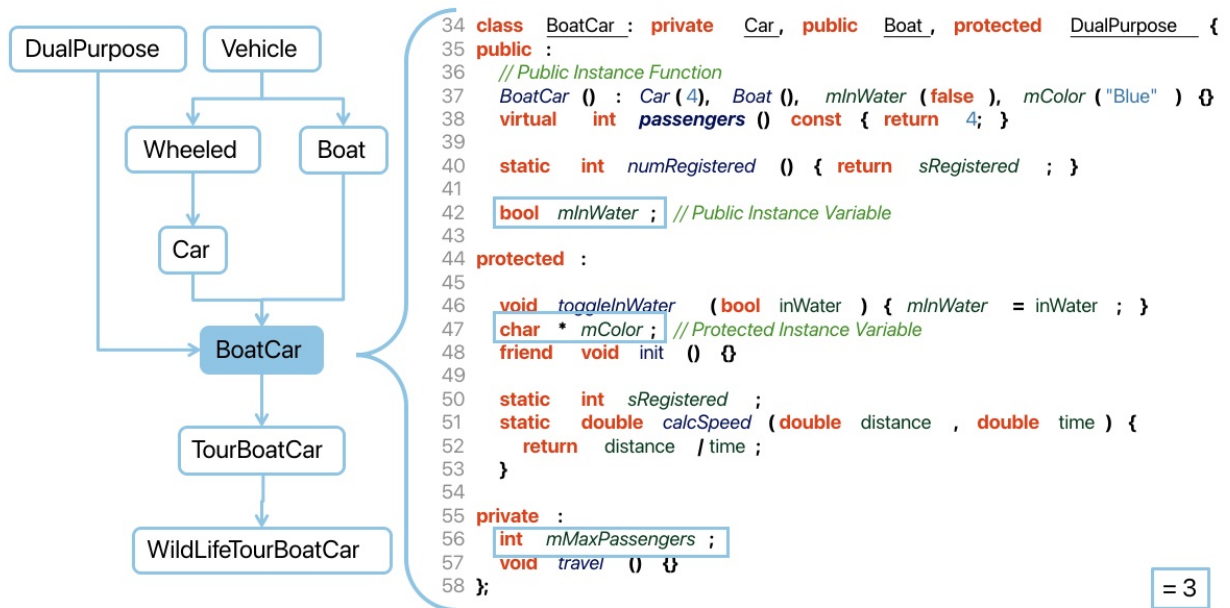 DualPurpose
Vehicle
Wheeled
Boat
Car
BoatCar
TourBoatCar
WildLifeTourBoatCar
34 class BoatCar : private Car , public Boat , protected DualPurpose {
35 public :
36 // Public Instance Function
37 BoatCar () : Car ( 4), Boat (), mInWater ( false ), mColor ( "Blue" ) {}
38 virtual int passengers () const { return 4; }
39
40 static int numRegistered () { return sRegistered ; }
41
42 bool mInWater ; // Public Instance Variable
43
44 protected :
45
46 void toggleInWater ( bool inWater ) { mInWater = inWater ; }
47 char * mColor ; // Protected Instance Variable
48 friend void init () {}
49
50 static int sRegistered ;
51 static double calcSpeed ( double distance , double time ) {
52 return distance / time ;
53 }
54
55 private :
56 int mMaxPassengers ;
57 void travel () {}
58 };
= 3